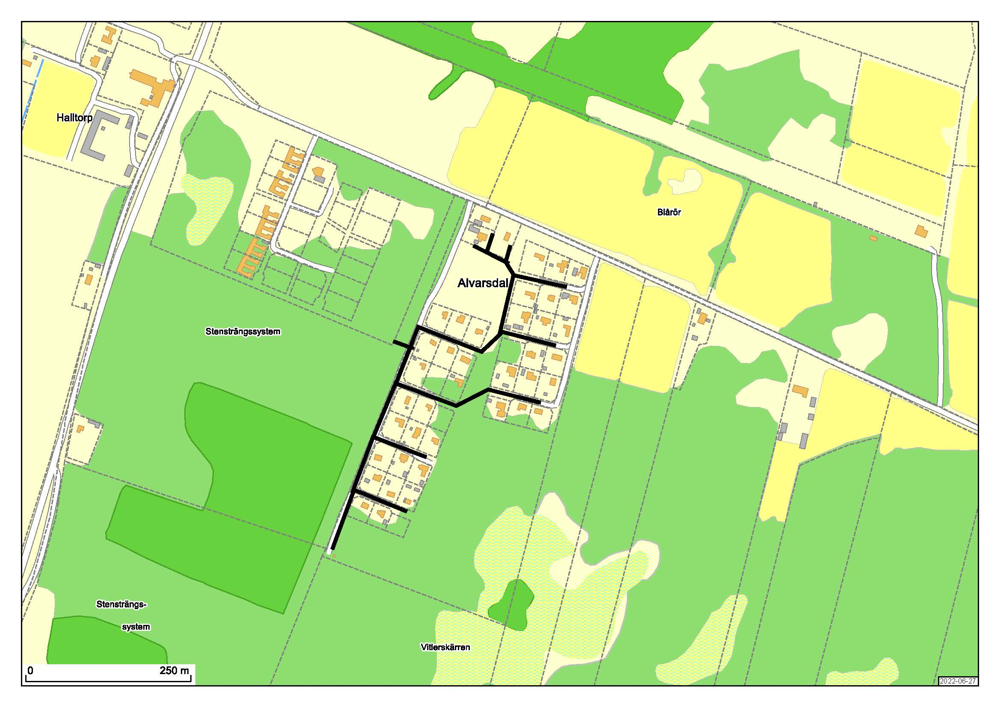 Halltorp
Blårör
Alvarsdal
Stensträngssystem
Stensträngs-
system
Vitlerskärren
0 250 m
2022-06-27